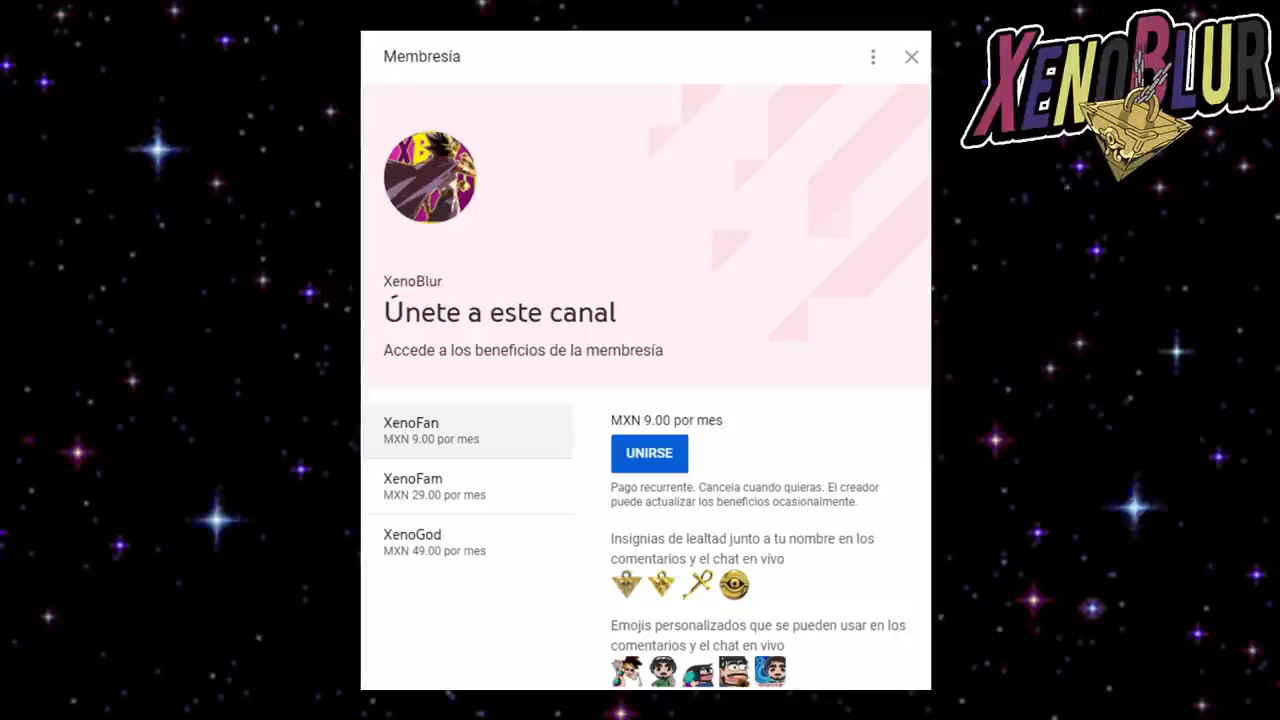 XENOBLUR
Membresía
XB
XenoBlur
Únete a este canal
Accede a los beneficios de la membresía
XenoFan
MXN 9.00 por mes
XenoFam
MXN 29.00 por mes
XenoGod
MXN 49.00 por mes
MXN 9.00 por mes
UNIRSE
Pago recurrente. Cancela cuando quieras. El creador
puede actualizar los beneficios ocasionalmente.
Insignias de lealtad junto a tu nombre en los
comentarios y el chat en vivo
Emojis personalizados que se pueden usar en los
comentarios y el chat en vivo